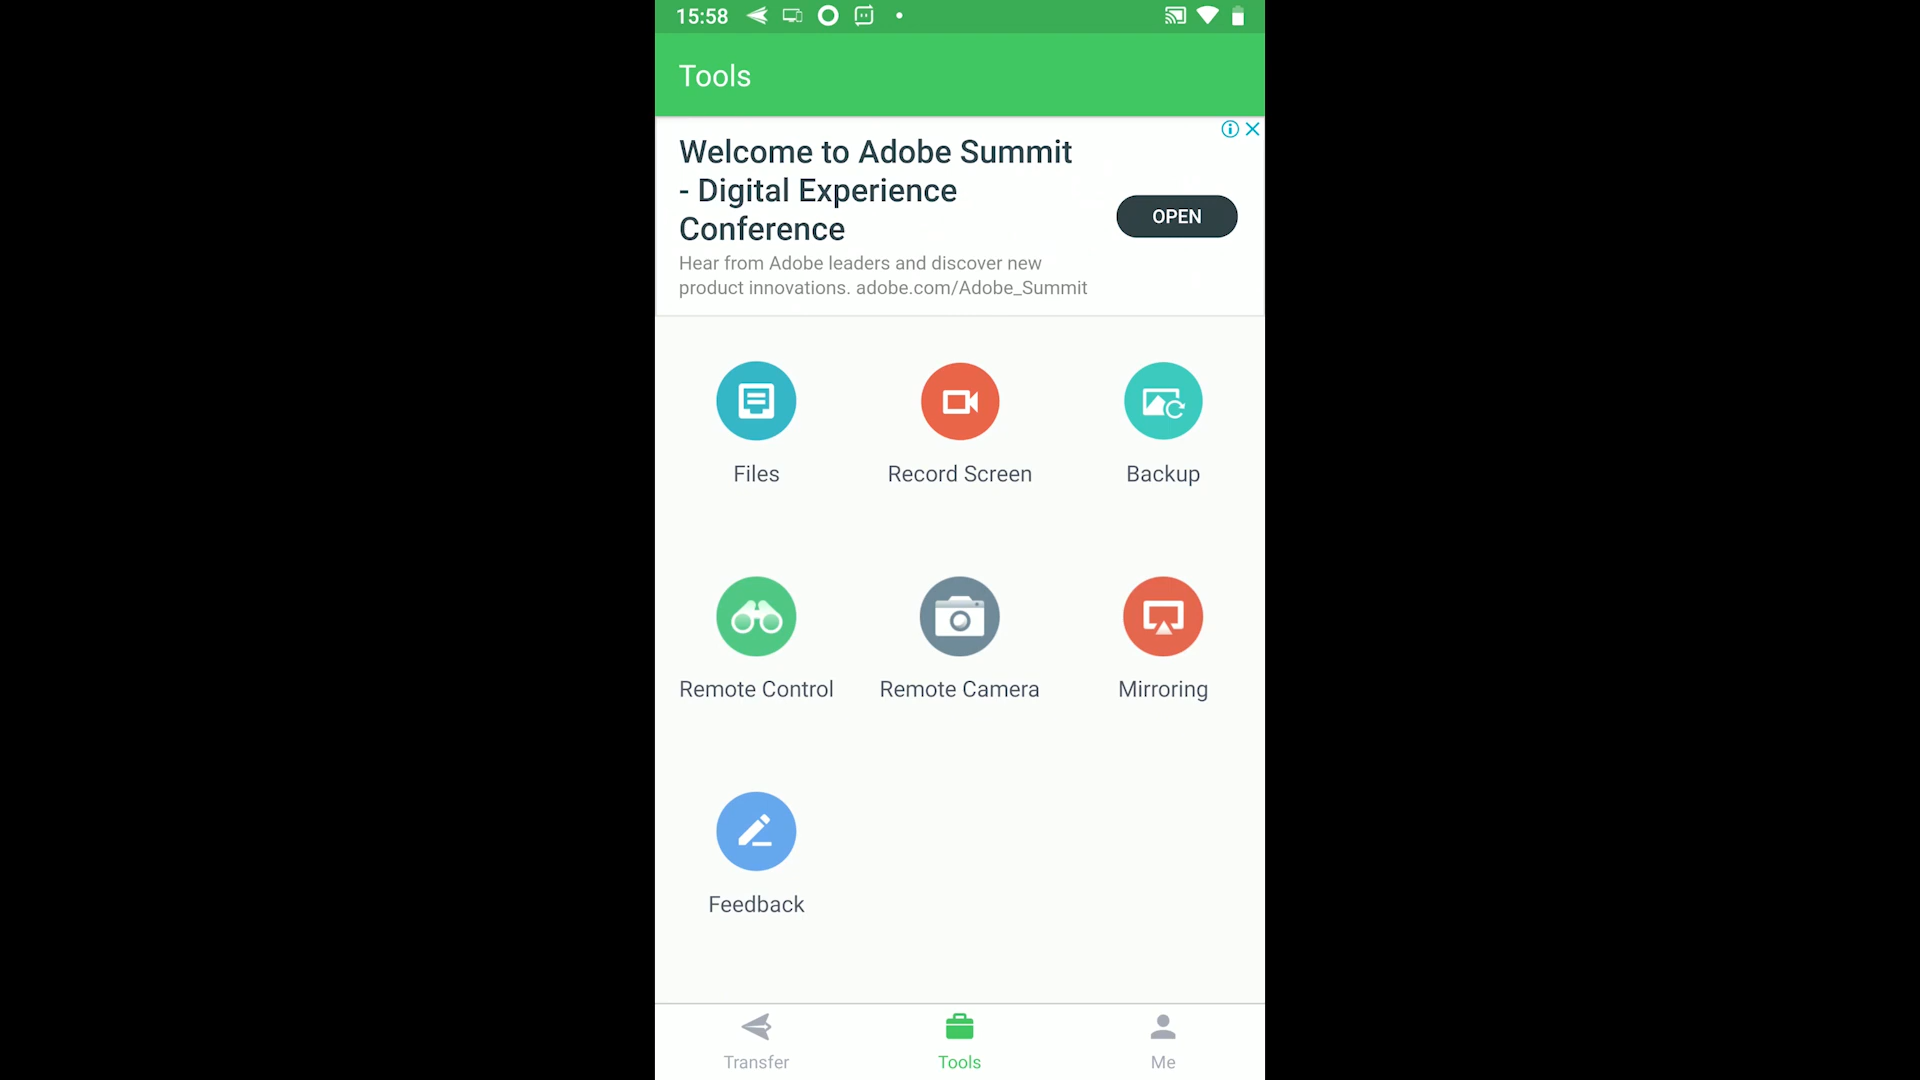 15:58
Tools
Welcome to Adobe Summit
- Digital Experience
Conference
OPEN
Hear from Adobe leaders and discover new
product innovations. adobe.com/Adobe_Summit
Files
Record Screen
Backup
Remote Control
Remote Camera
Mirroring
Feedback
Transfer
Tools
Me